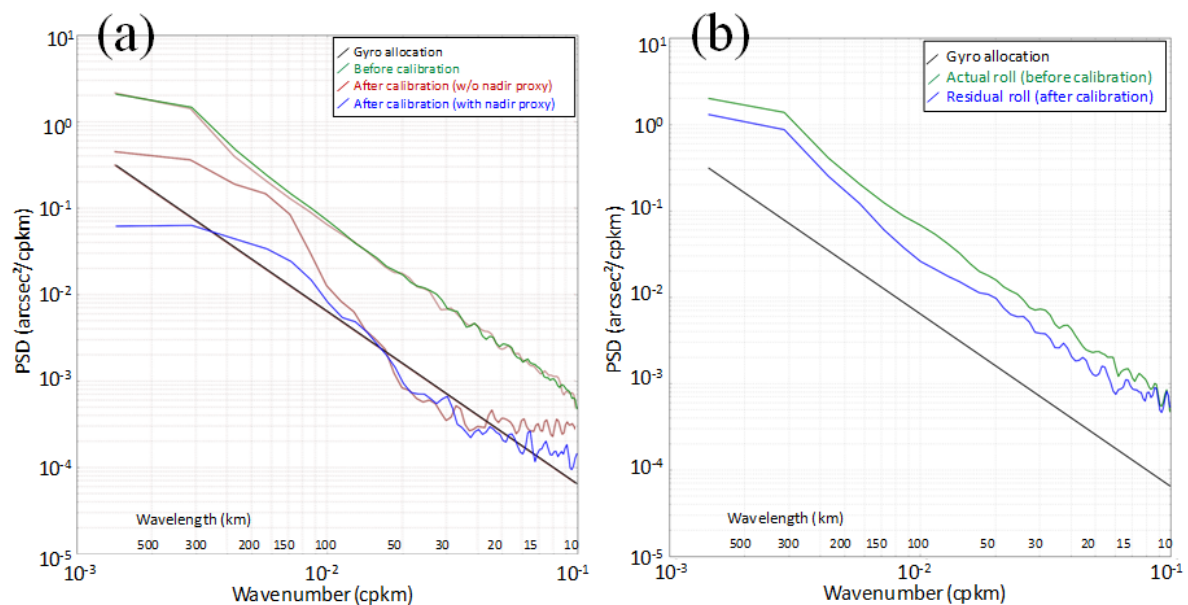 (a)
10¹
10⁰
10⁻¹
10⁻²
10⁻³
10⁻⁴
10⁻⁵
PSD (arcsec²/cpkm)
Gyro allocation
Before calibration
After calibration (w/o nadir proxy)
After calibration (with nadir proxy)
Wavelength (km)
500 300 200 150 100 50 30 20 15 10
10⁻³ 10⁻² 10⁻¹
Wavenumber (cpkm)
(b)
10¹
10⁰
10⁻¹
10⁻²
10⁻³
10⁻⁴
10⁻⁵
PSD (arcsec²/cpkm)
Gyro allocation
Actual roll (before calibration)
Residual roll (after calibration)
Wavelength (km)
500 300 200 150 100 50 30 20 15 10
10⁻³ 10⁻² 10⁻¹
Wavenumber (cpkm)